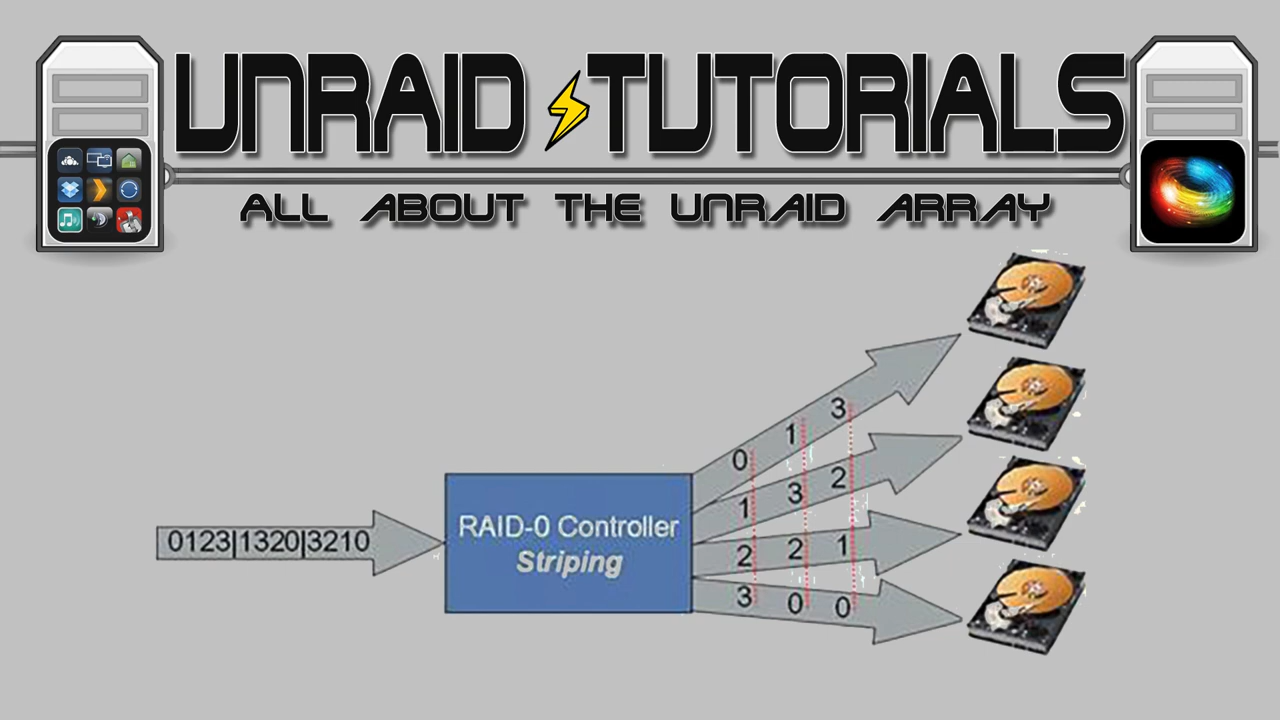 UNRAID TUTORIALS
ALL ABOUT THE UNRAID ARRAY
0123|1320|3210
RAID-0 Controller
Striping
0 1 3
1 3 2
2 2 1
3 0 0